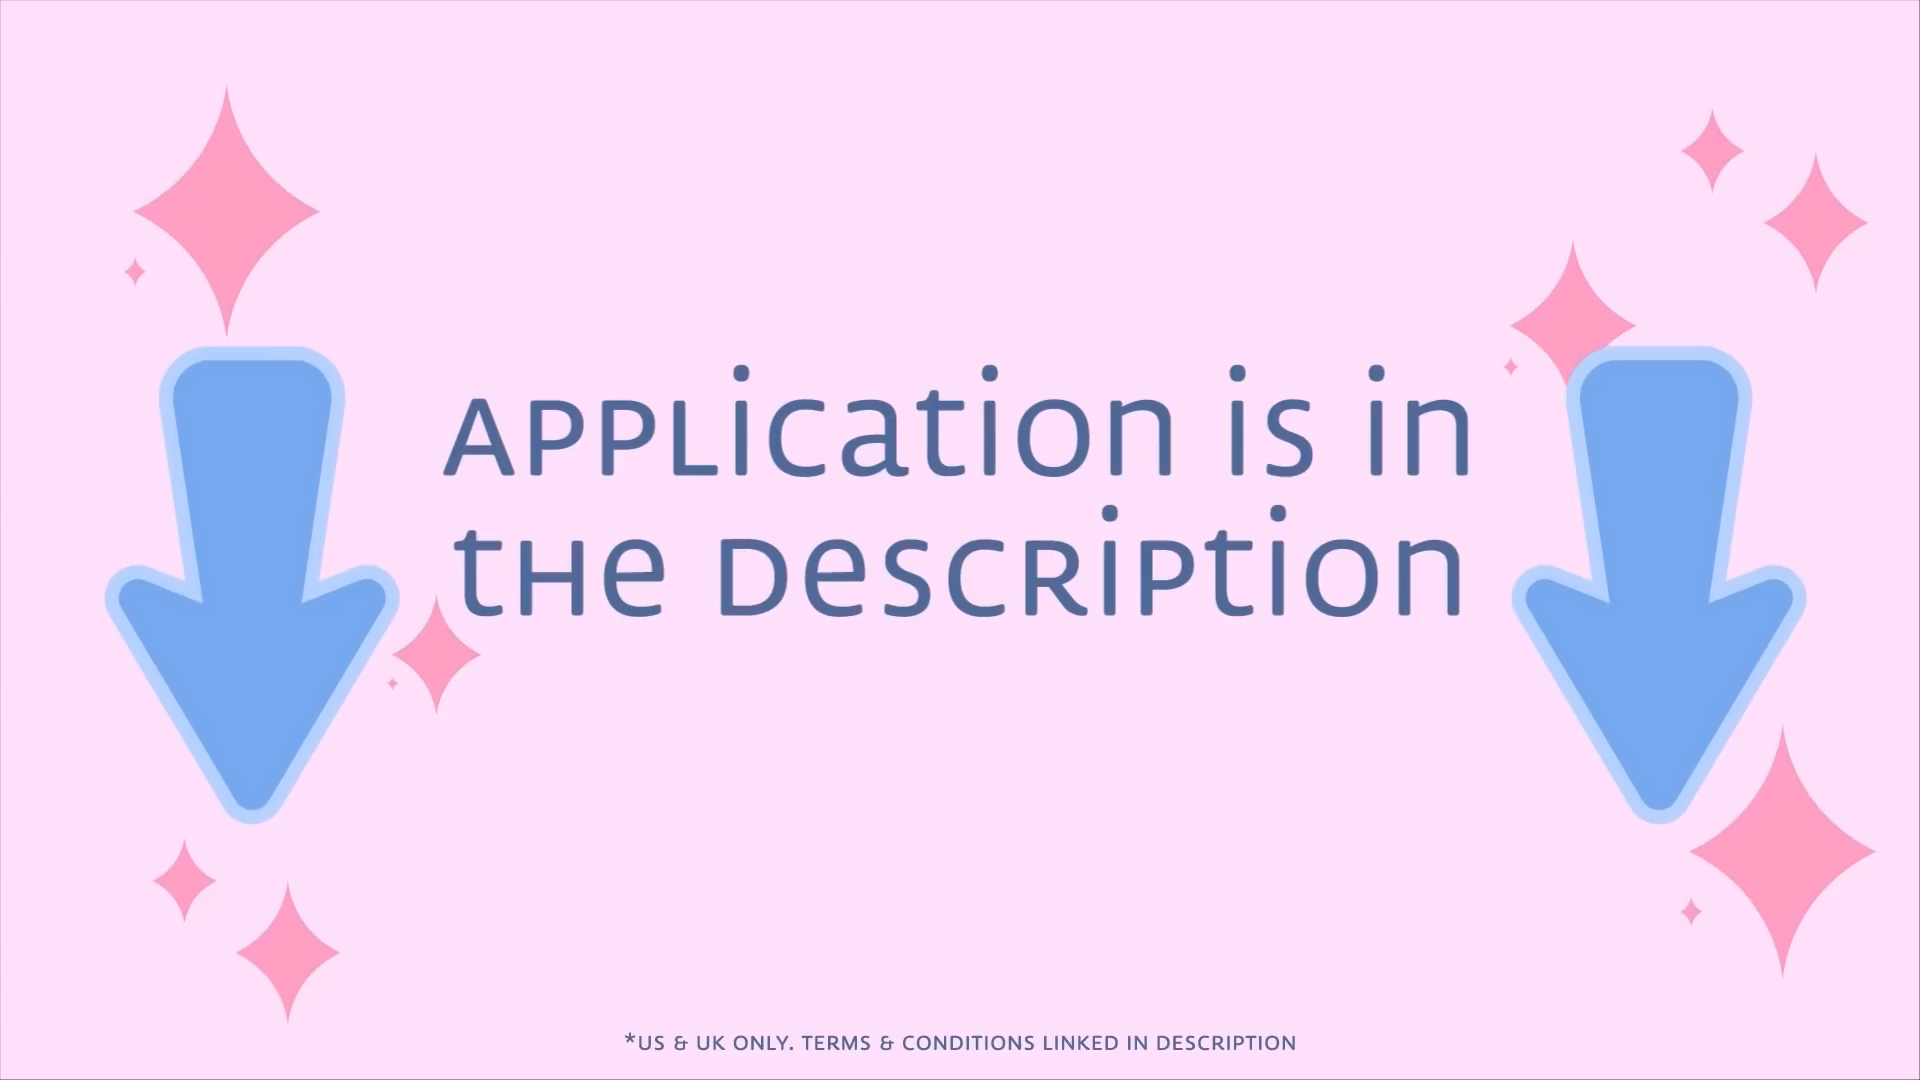 Application is in
the Description
*US & UK ONLY. TERMS & CONDITIONS LINKED IN DESCRIPTION